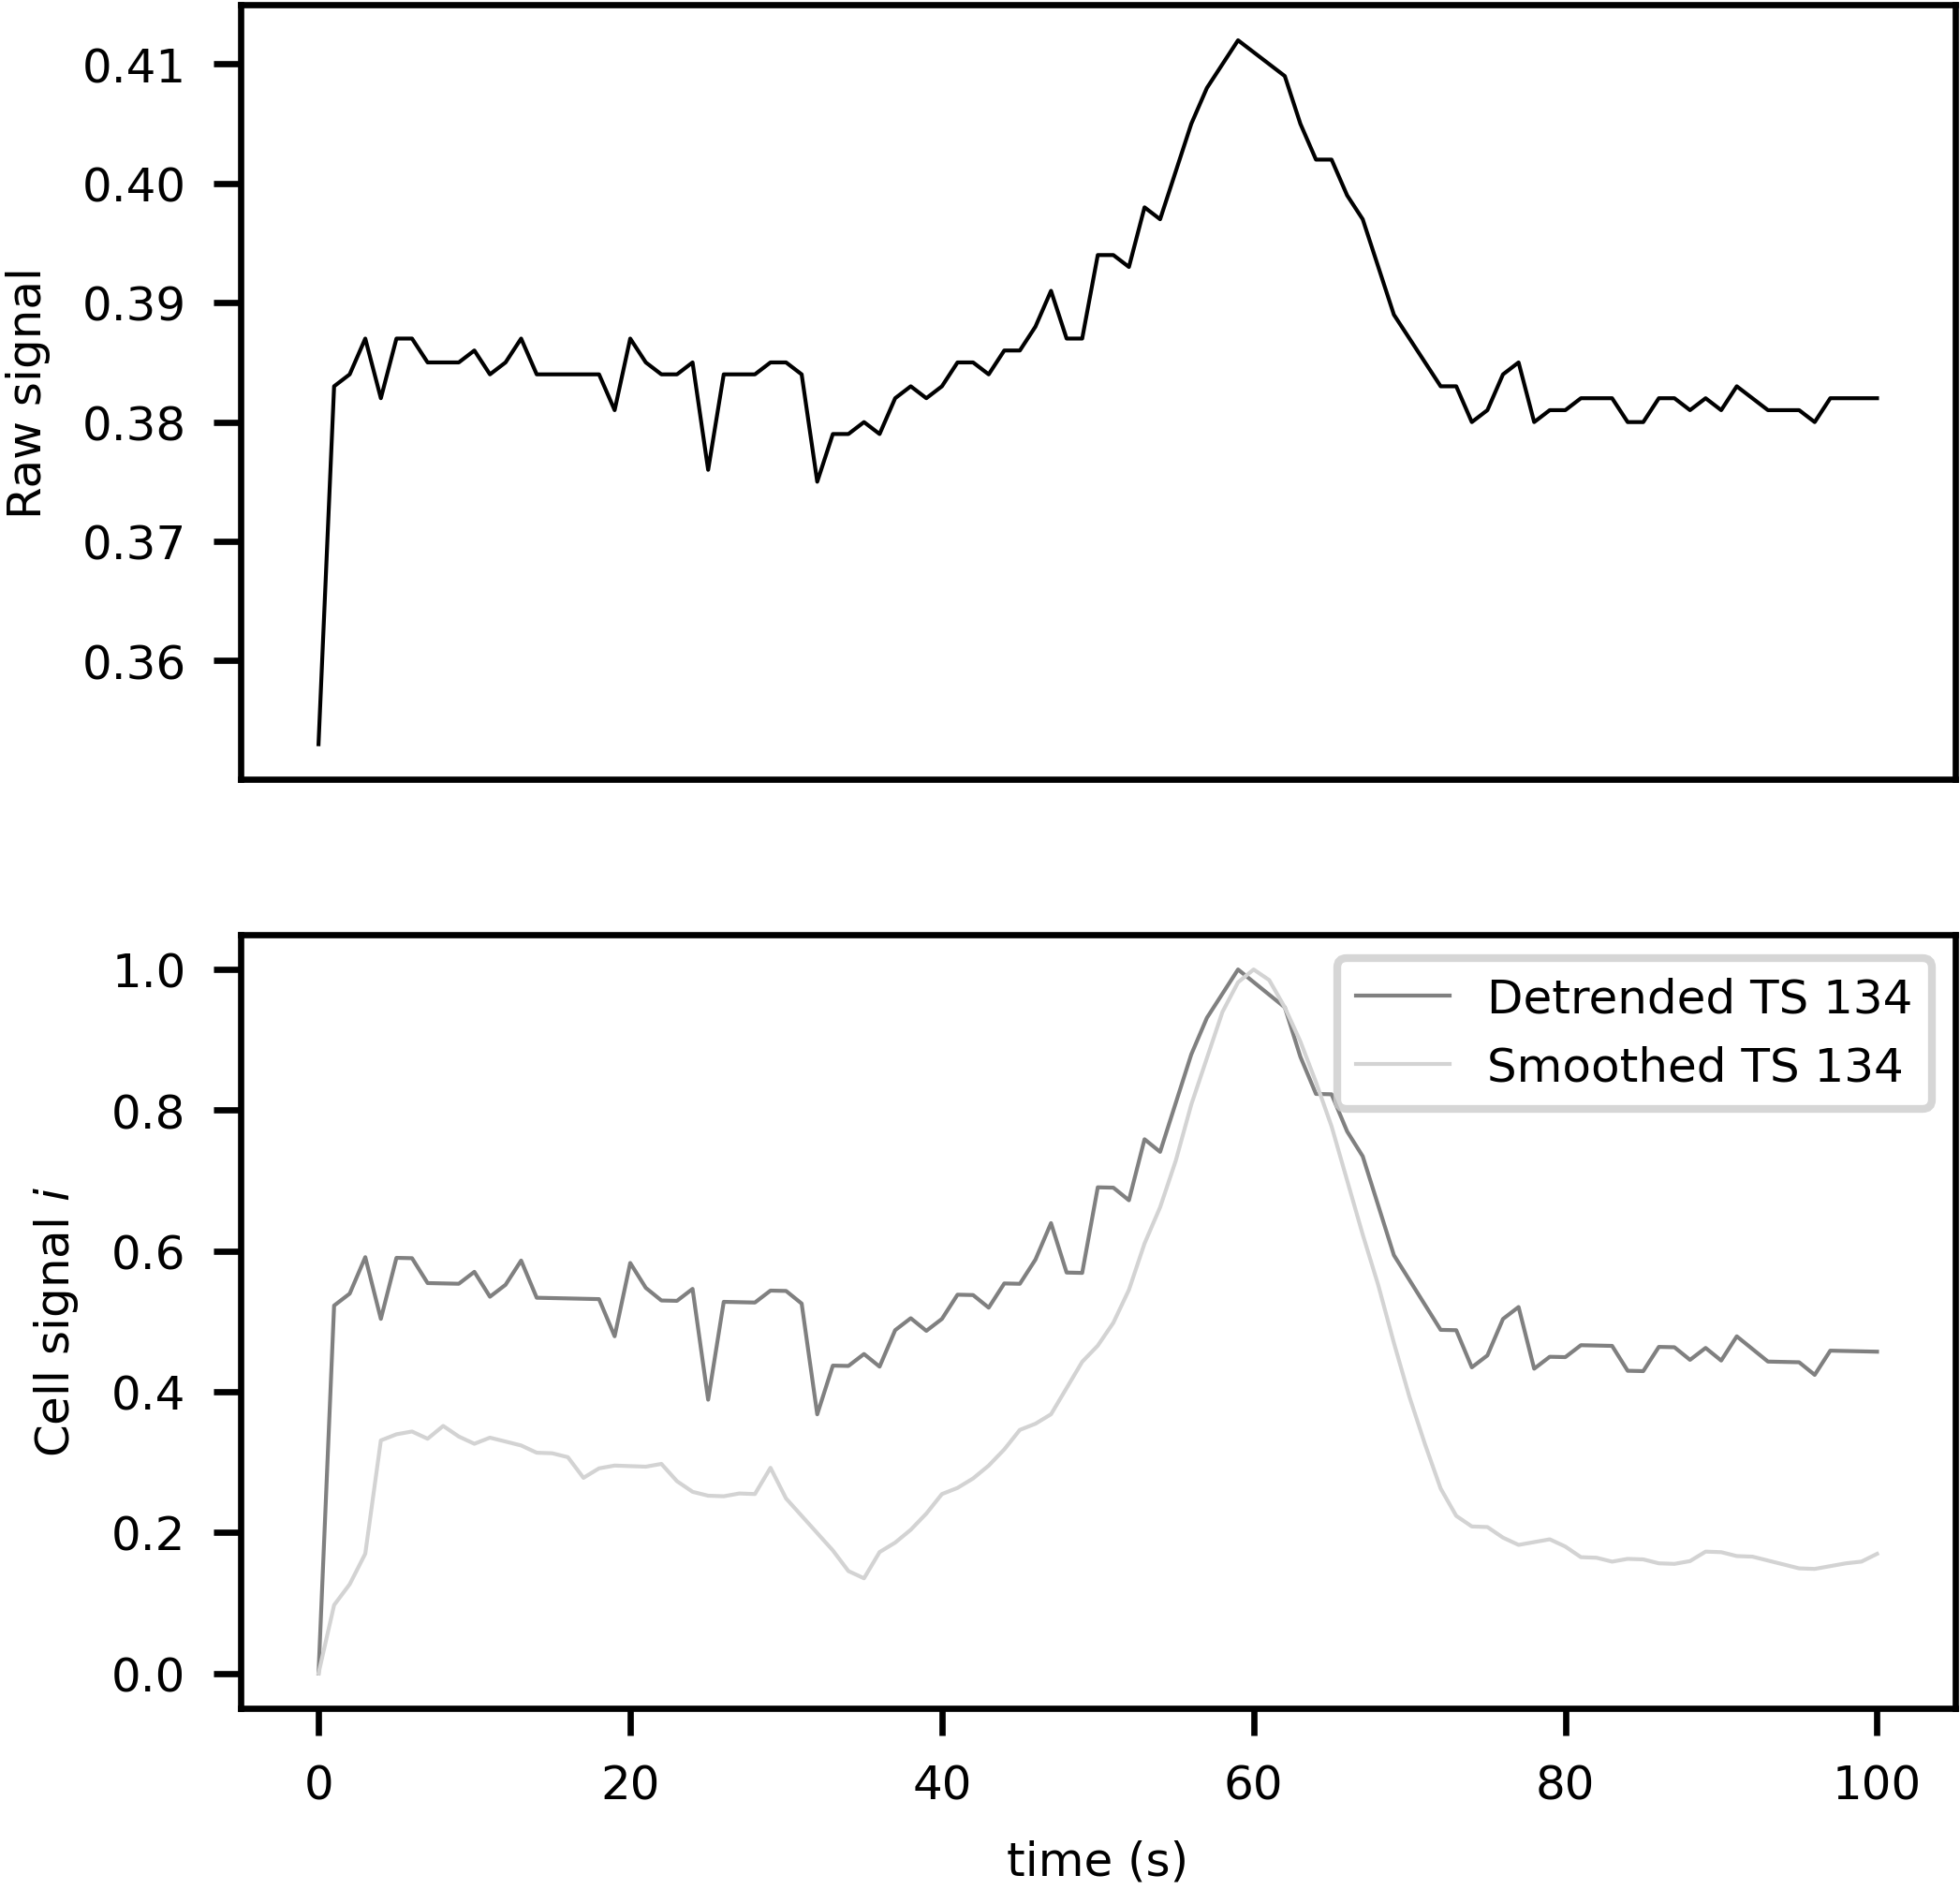 0.41
0.40
0.39
0.38
0.37
0.36
Raw signal
1.0
0.8
0.6
0.4
0.2
0.0
Cell signal i
Detrended TS 134
Smoothed TS 134
0 20 40 60 80 100
time (s)